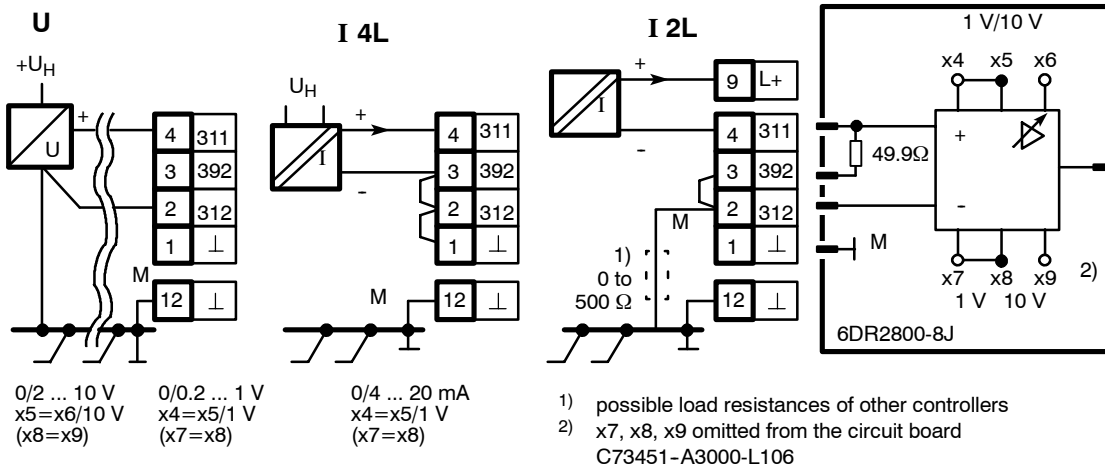 U
+U_H
+
U
4 311
3 392
2 312
1 ⊥
M
12 ⊥
0/2 ... 10 V
x5=x6/10 V
(x8=x9)
0/0.2 ... 1 V
x4=x5/1 V
(x7=x8)
I 4L
U_H
+
I
-
4 311
3 392
2 312
1 ⊥
M
12 ⊥
0/4 ... 20 mA
x4=x5/1 V
(x7=x8)
I 2L
+
I
-
9 L+
4 311
3 392
2 312
1 ⊥
M
1)
0 to
500 Ω
12 ⊥
1 V/10 V
x4 x5 x6
+
49.9Ω
-
M
x7 x8 x9 2)
1 V 10 V
6DR2800-8J
1) possible load resistances of other controllers
2) x7, x8, x9 omitted from the circuit board
C73451-A3000-L106